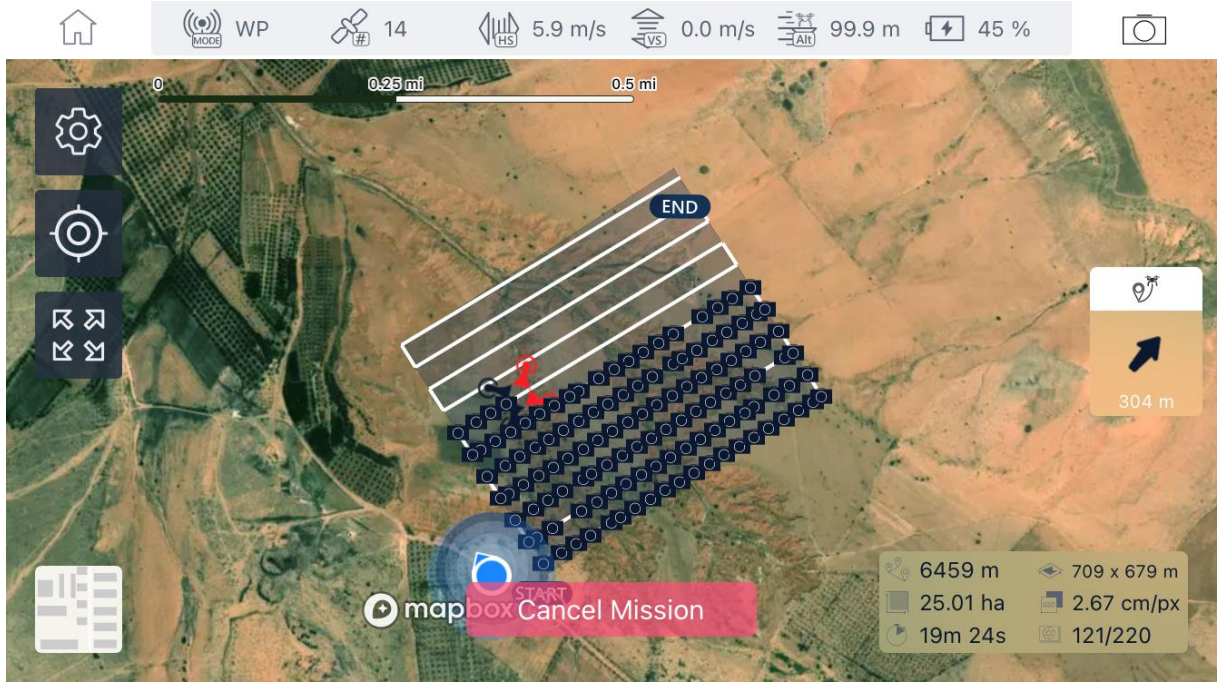 MODE WP # 14 HS 5.9 m/s VS 0.0 m/s Alt 99.9 m 45 %
0 0.25 mi 0.5 mi
END
304 m
START
mapbox
Cancel Mission
6459 m 709 x 679 m
25.01 ha 2.67 cm/px
19m 24s 121/220